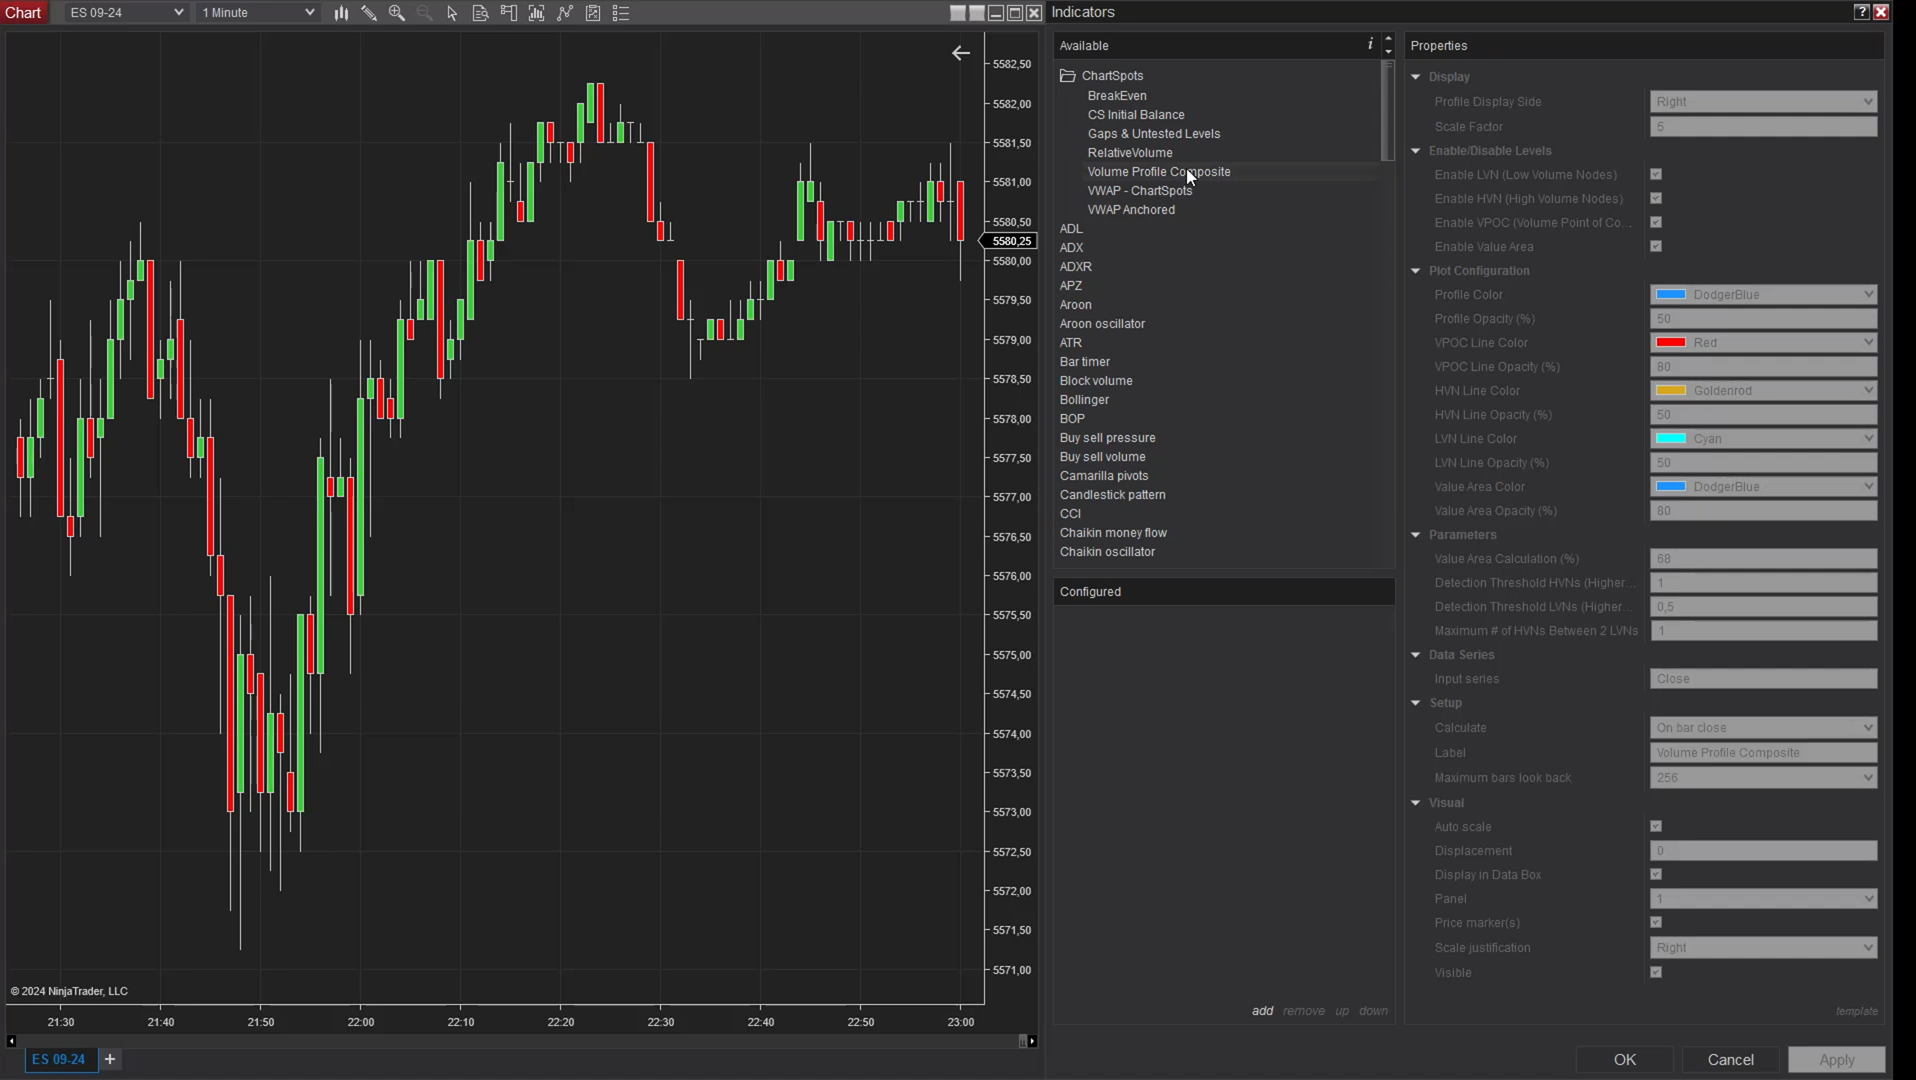 Chart
ES 09-24
1 Minute
5582,50
5582,00
5581,50
5581,00
5580,50
5580,25
5580,00
5579,50
5579,00
5578,50
5578,00
5577,50
5577,00
5576,50
5576,00
5575,50
5575,00
5574,50
5574,00
5573,50
5573,00
5572,50
5572,00
5571,50
5571,00
© 2024 NinjaTrader, LLC
21:30 21:40 21:50 22:00 22:10 22:20 22:30 22:40 22:50 23:00
ES 09-24 +
Indicators
?
Available
i
ChartSpots
BreakEven
CS Initial Balance
Gaps & Untested Levels
RelativeVolume
Volume Profile Composite
VWAP - ChartSpots
VWAP Anchored
ADL
ADX
ADXR
APZ
Aroon
Aroon oscillator
ATR
Bar timer
Block volume
Bollinger
BOP
Buy sell pressure
Buy sell volume
Camarilla pivots
Candlestick pattern
CCI
Chaikin money flow
Chaikin oscillator
Configured
add remove up down
Properties
Display
Profile Display Side Right
Scale Factor 5
Enable/Disable Levels
Enable LVN (Low Volume Nodes)
Enable HVN (High Volume Nodes)
Enable VPOC (Volume Point of Co...
Enable Value Area
Plot Configuration
Profile Color DodgerBlue
Profile Opacity (%) 50
VPOC Line Color Red
VPOC Line Opacity (%) 80
HVN Line Color Goldenrod
HVN Line Opacity (%) 50
LVN Line Color Cyan
LVN Line Opacity (%) 50
Value Area Color DodgerBlue
Value Area Opacity (%) 80
Parameters
Value Area Calculation (%) 68
Detection Threshold HVNs (Higher... 1
Detection Threshold LVNs (Higher... 0,5
Maximum # of HVNs Between 2 LVNs 1
Data Series
Input series Close
Setup
Calculate On bar close
Label Volume Profile Composite
Maximum bars look back 256
Visual
Auto scale
Displacement 0
Display in Data Box
Panel 1
Price marker(s)
Scale justification Right
Visible
template
OK Cancel Apply